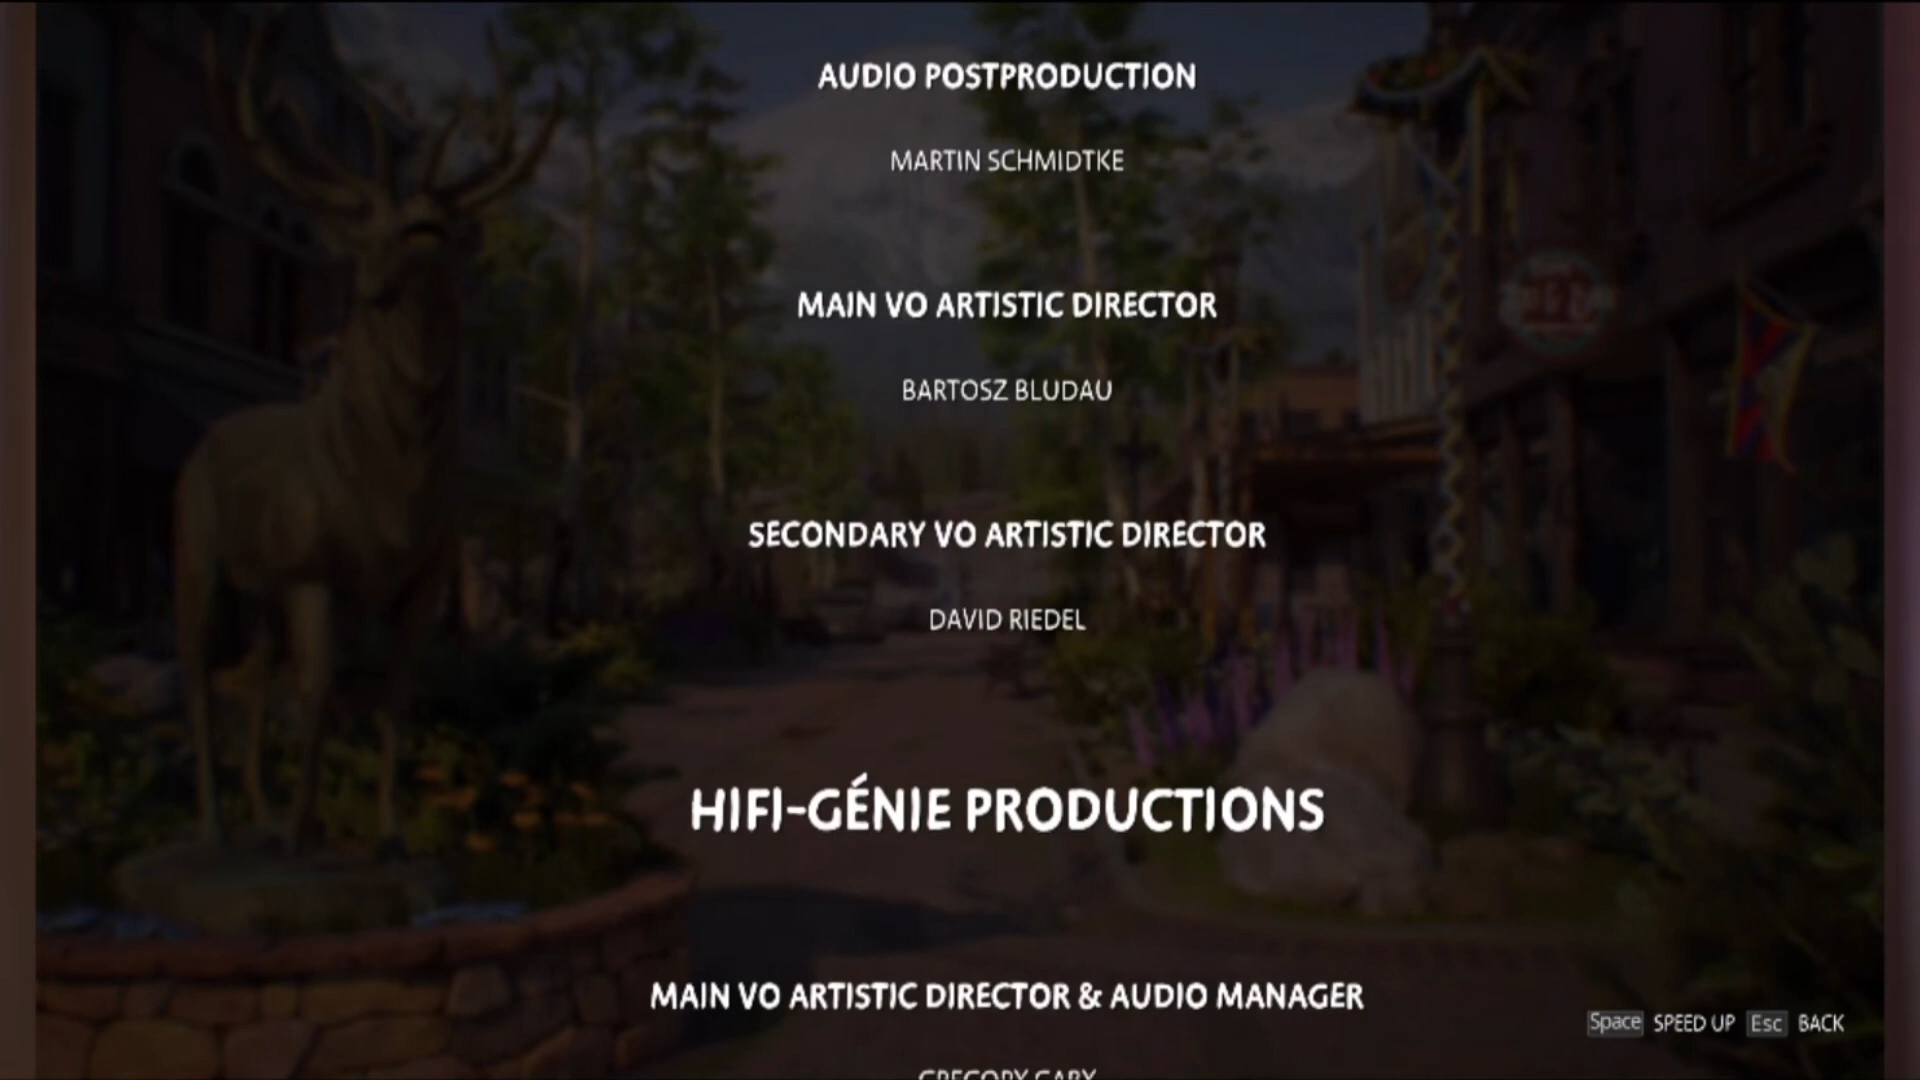 AUDIO POSTPRODUCTION
MARTIN SCHMIDTKE
MAIN VO ARTISTIC DIRECTOR
BARTOSZ BLUDAU
SECONDARY VO ARTISTIC DIRECTOR
DAVID RIEDEL
HIFI-GÉNIE PRODUCTIONS
MAIN VO ARTISTIC DIRECTOR & AUDIO MANAGER
Space SPEED UP Esc BACK